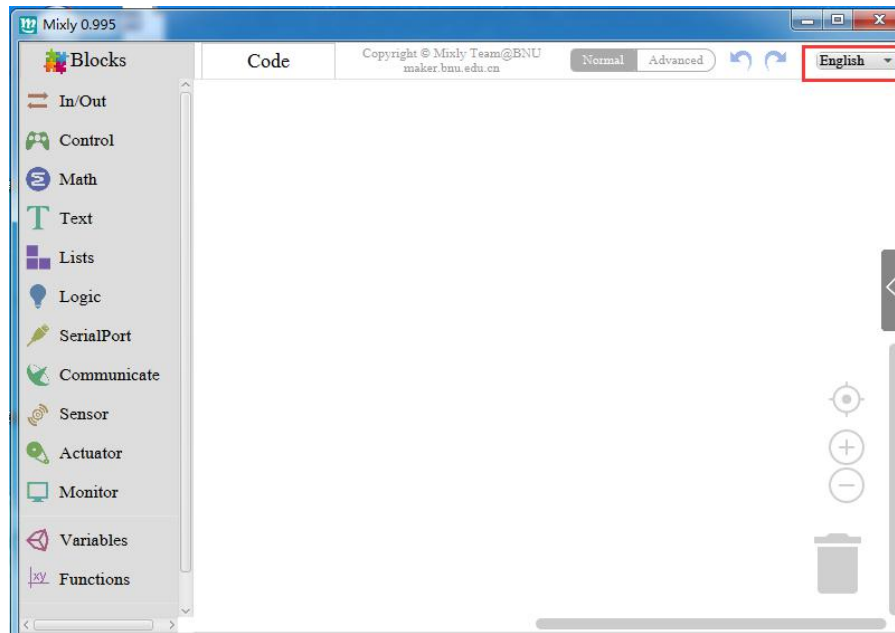 Mixly 0.995
Blocks
Code
Copyright © Mixly Team@BNU
maker.bnu.edu.cn
Normal
Advanced
English
In/Out
Control
Math
Text
Lists
Logic
SerialPort
Communicate
Sensor
Actuator
Monitor
Variables
xy Functions